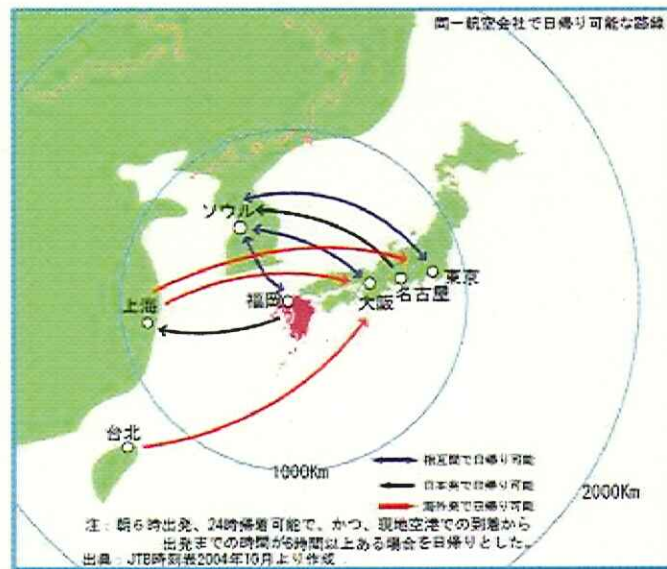 同一航空会社で日帰り可能な路線
ソウル
東京
名古屋
大阪
福岡
上海
台北
1000Km
2000Km
相互間で日帰り可能
日本発で日帰り可能
海外発で日帰り可能
注：朝6時出発、24時帰着可能で、かつ、現地空港での到着から
出発までの時間が6時間以上ある場合を日帰りとした。
出典：JTB時刻表2004年10月より作成